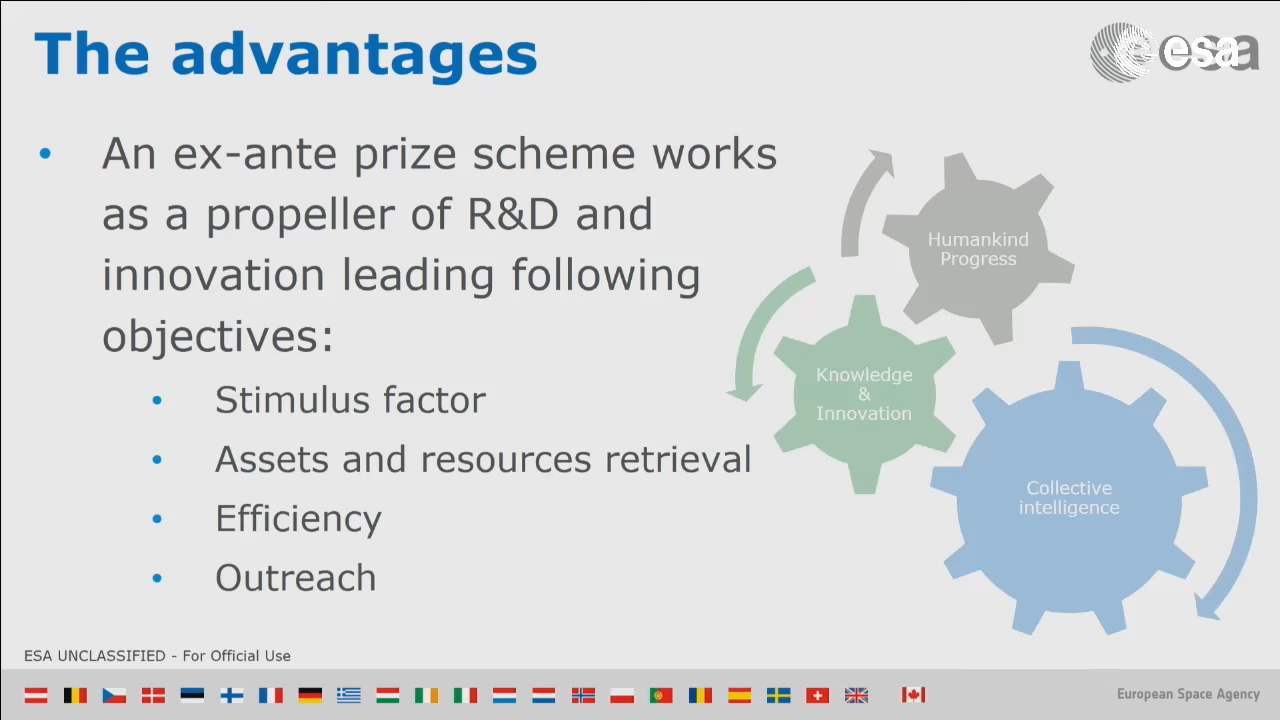 The advantages
esa
• An ex-ante prize scheme works
as a propeller of R&D and
innovation leading following
objectives:
• Stimulus factor
• Assets and resources retrieval
• Efficiency
• Outreach
Humankind
Progress
Knowledge
&
Innovation
Collective
intelligence
ESA UNCLASSIFIED - For Official Use
European Space Agency